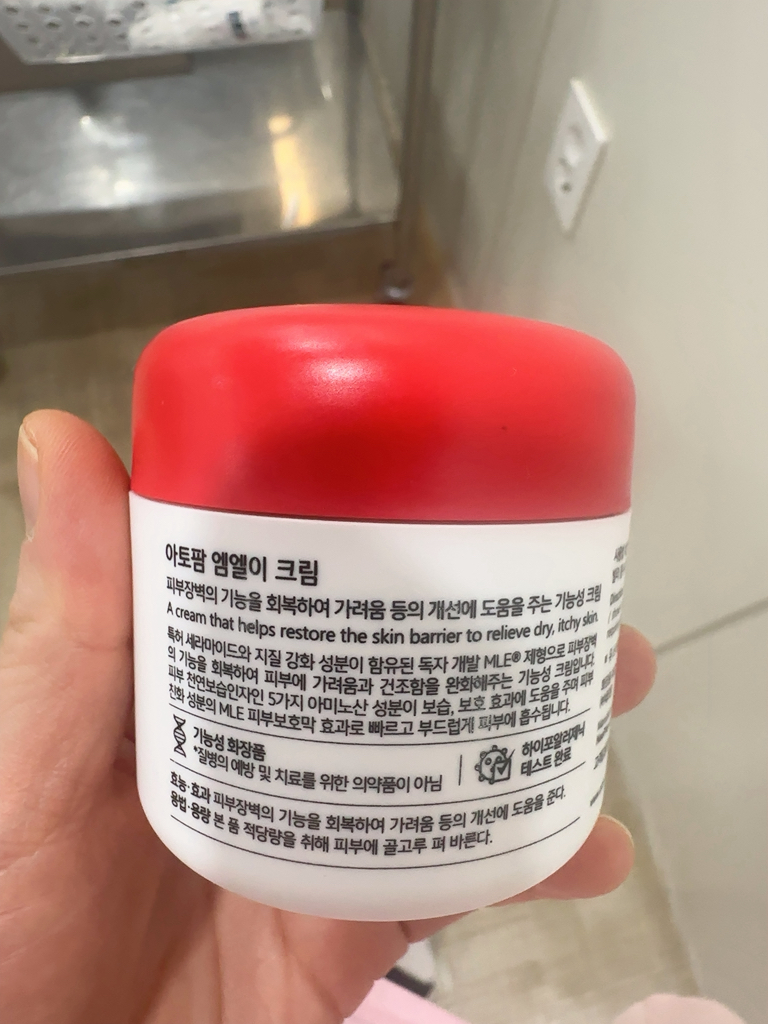 아토팜 엠엘이 크림
피부장벽의 기능을 회복하여 가려움 등의 개선에 도움을 주는 기능성 크림
A cream that helps restore the skin barrier to relieve dry, itchy skin.
특허 세라마이드와 지질 강화 성분이 함유된 독자 개발 MLE® 제형으로 피부장벽
의 기능을 회복하여 피부에 가려움과 건조함을 완화해주는 기능성 크림입니다.
피부 천연보습인자인 5가지 아미노산 성분이 보습, 보호 효과에 도움을 주며 피부
친화 성분의 MLE 피부보호막 효과로 빠르고 부드럽게 피부에 흡수됩니다.
기능성 화장품
*질병의 예방 및 치료를 위한 의약품이 아님
하이포알러제닉
테스트 완료
효능·효과 피부장벽의 기능을 회복하여 가려움 등의 개선에 도움을 준다.
용법·용량 본 품 적당량을 취해 피부에 골고루 펴 바른다.